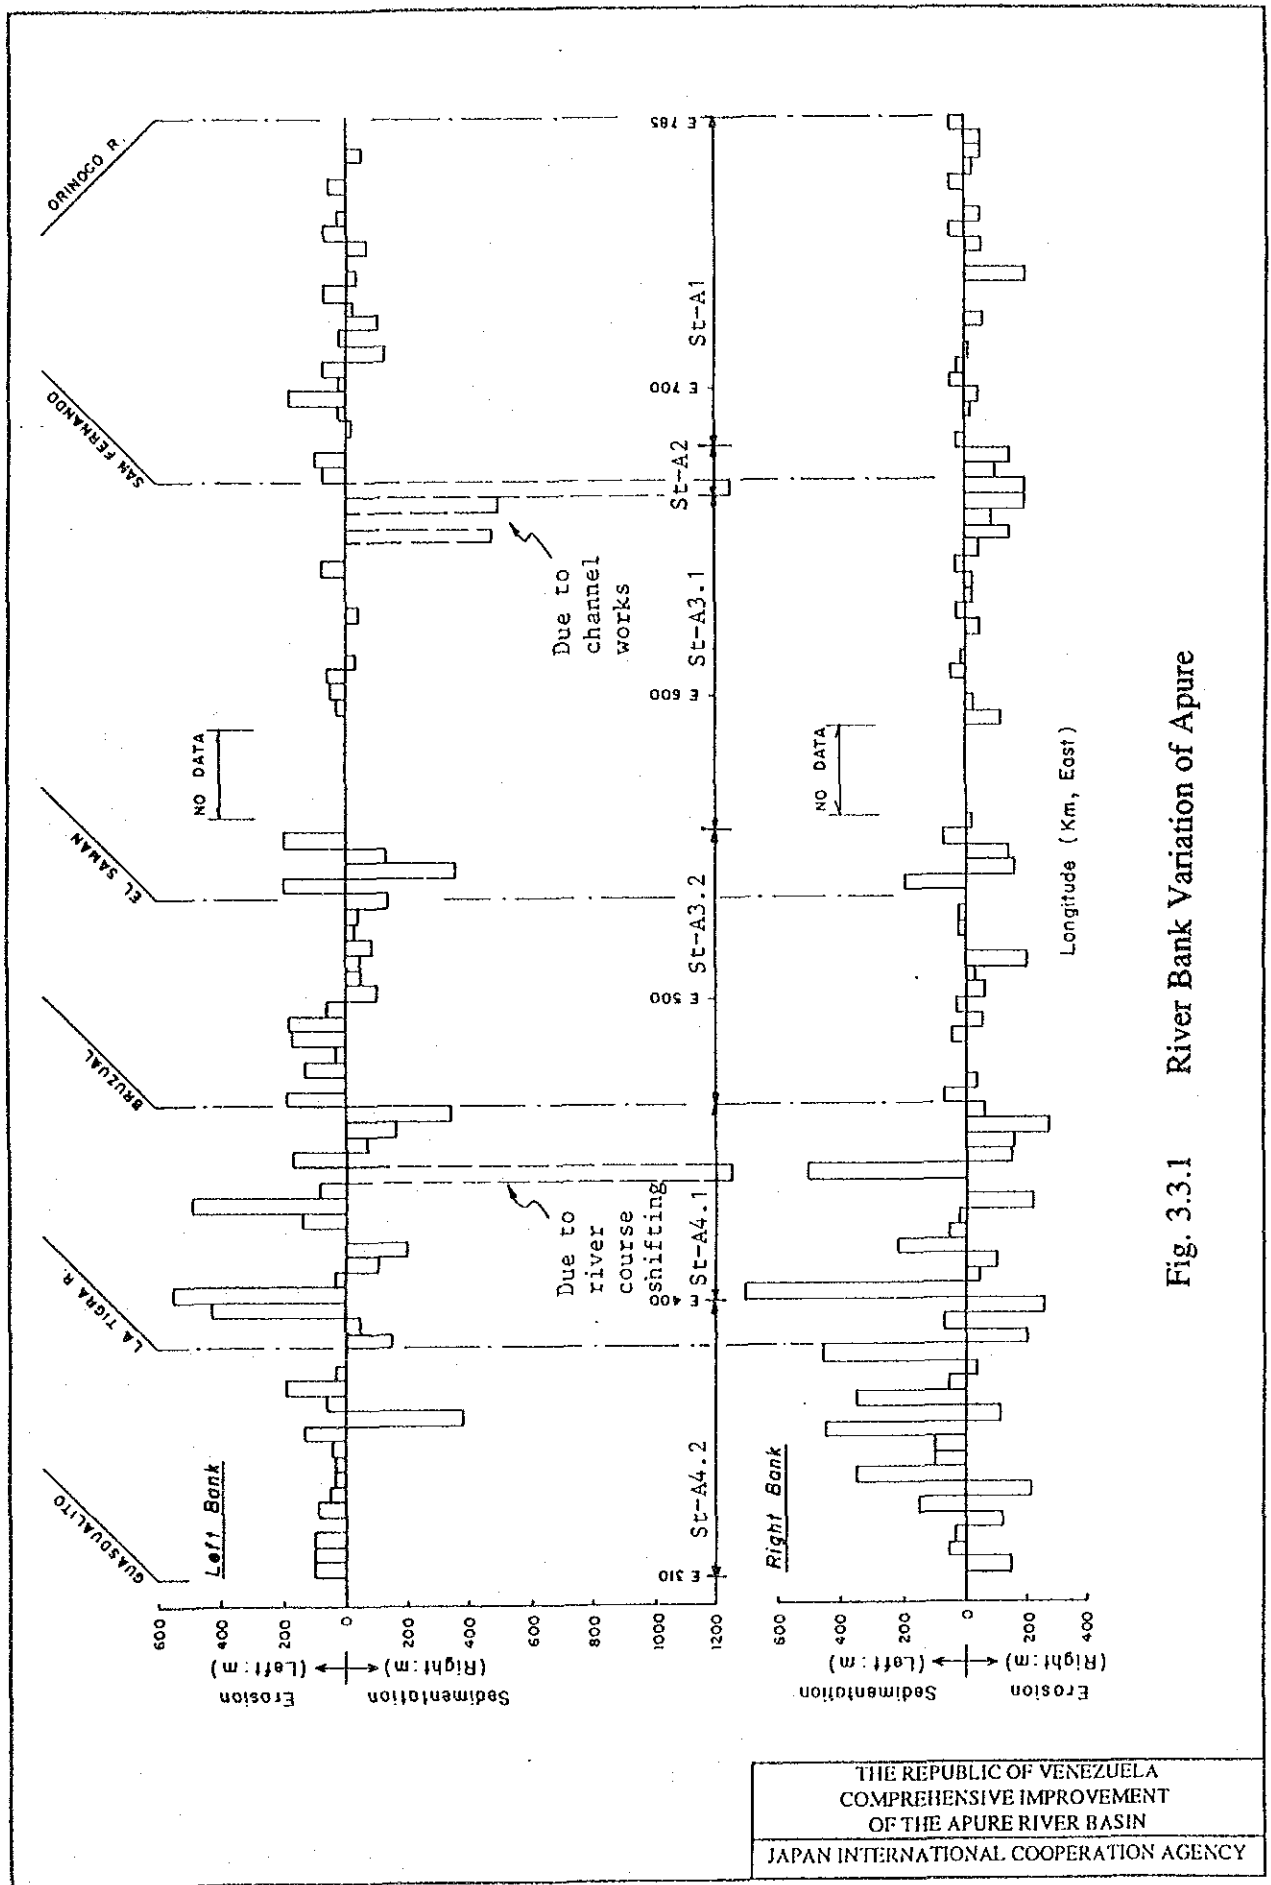 GUASDUALITO
LA TIGRA R.
BRUZUAL
EL SAMAN
SAN FERNANDO
ORINOCO R.
Left Bank
NO DATA
Erosion
(Left : m)
Sedimentation
(Right : m)
600
400
200
0
200
400
600
800
1000
1200
Due to
river
course
shifting
Due to
channel
works
E 310
E 400
E 500
E 600
E 700
E 785
St-A4.2
St-A4.1
St-A3.2
St-A3.1
St-A2
St-A1
Right Bank
NO DATA
Sedimentation
(Left : m)
Erosion
(Right : m)
600
400
200
0
200
400
Longitude (Km, East)
Fig. 3.3.1 River Bank Variation of Apure
THE REPUBLIC OF VENEZUELA
COMPREHENSIVE IMPROVEMENT
OF THE APURE RIVER BASIN
JAPAN INTERNATIONAL COOPERATION AGENCY